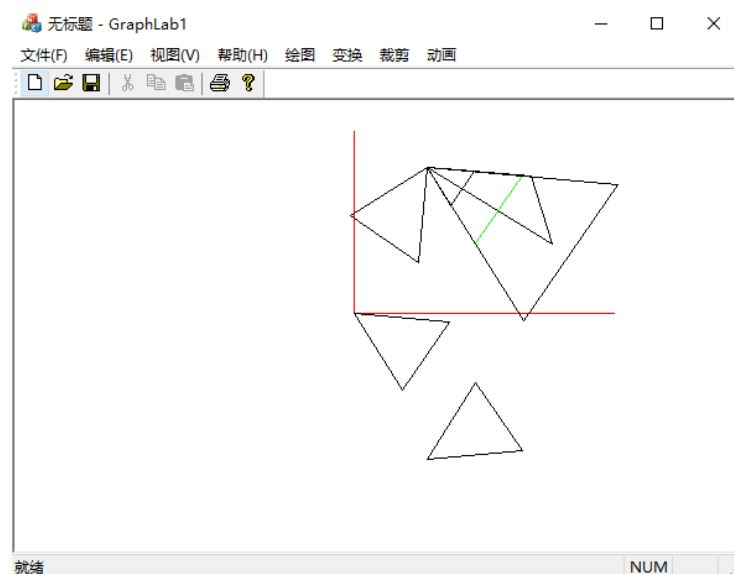 无标题 - GraphLab1
文件(F) 编辑(E) 视图(V) 帮助(H) 绘图 变换 裁剪 动画
就绪 NUM